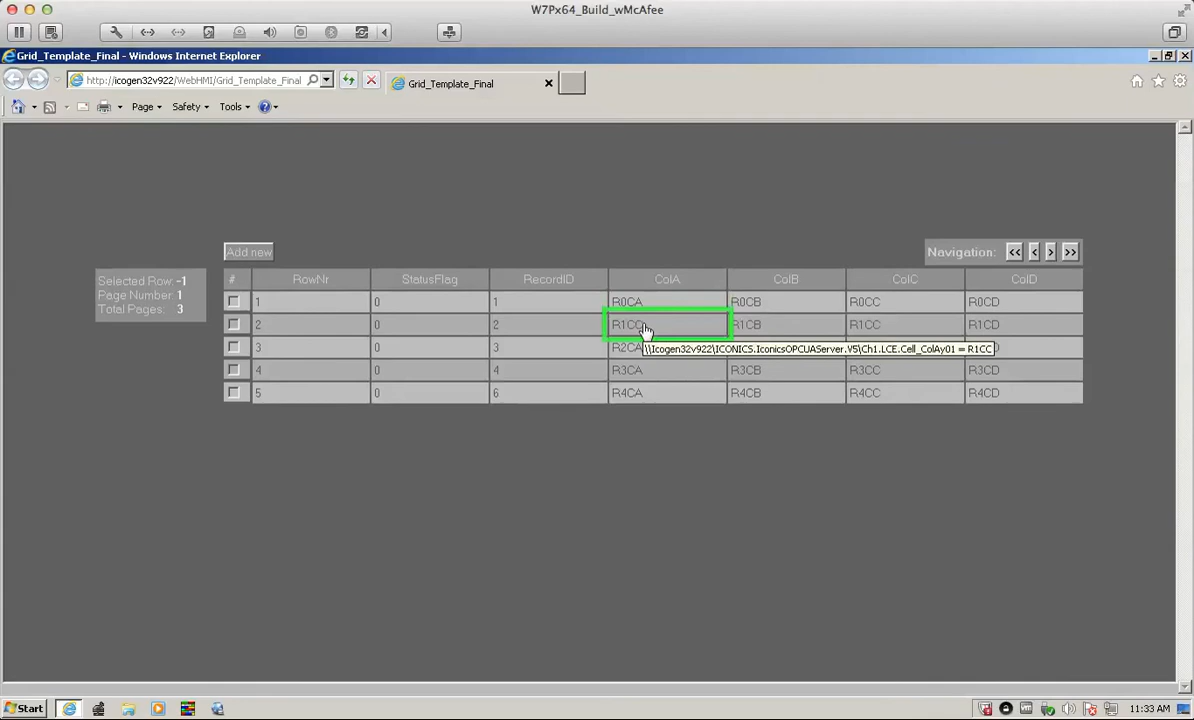 W7Px64_Build_wMcAfee
Grid_Template_Final - Windows Internet Explorer
http://icogen32v922/WebHMI/Grid_Template_Final
Grid_Template_Final
Page
Safety
Tools
Add new
Navigation: << < > >>
Selected Row: -1
Page Number: 1
Total Pages: 3
# RowNr StatusFlag RecordID ColA ColB ColC ColD
1 0 1 R0CA R0CB R0CC R0CD
2 0 2 R1CC R1CB R1CC R1CD
3 0 3 R2CA D
\\Icogen32v922\ICONICS.IconicsOPCUAServer.V5\Ch1.LCE.Cell_ColAy01 = R1CC
4 0 4 R3CA R3CB R3CC R3CD
5 0 6 R4CA R4CB R4CC R4CD
Start
11:33 AM